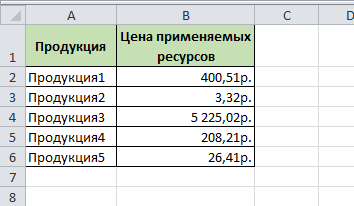 A B C D
1 Продукция Цена применяемых
ресурсов
2 Продукция1 400,51р.
3 Продукция2 3,32р.
4 Продукция3 5 225,02р.
5 Продукция4 208,21р.
6 Продукция5 26,41р.
7
8